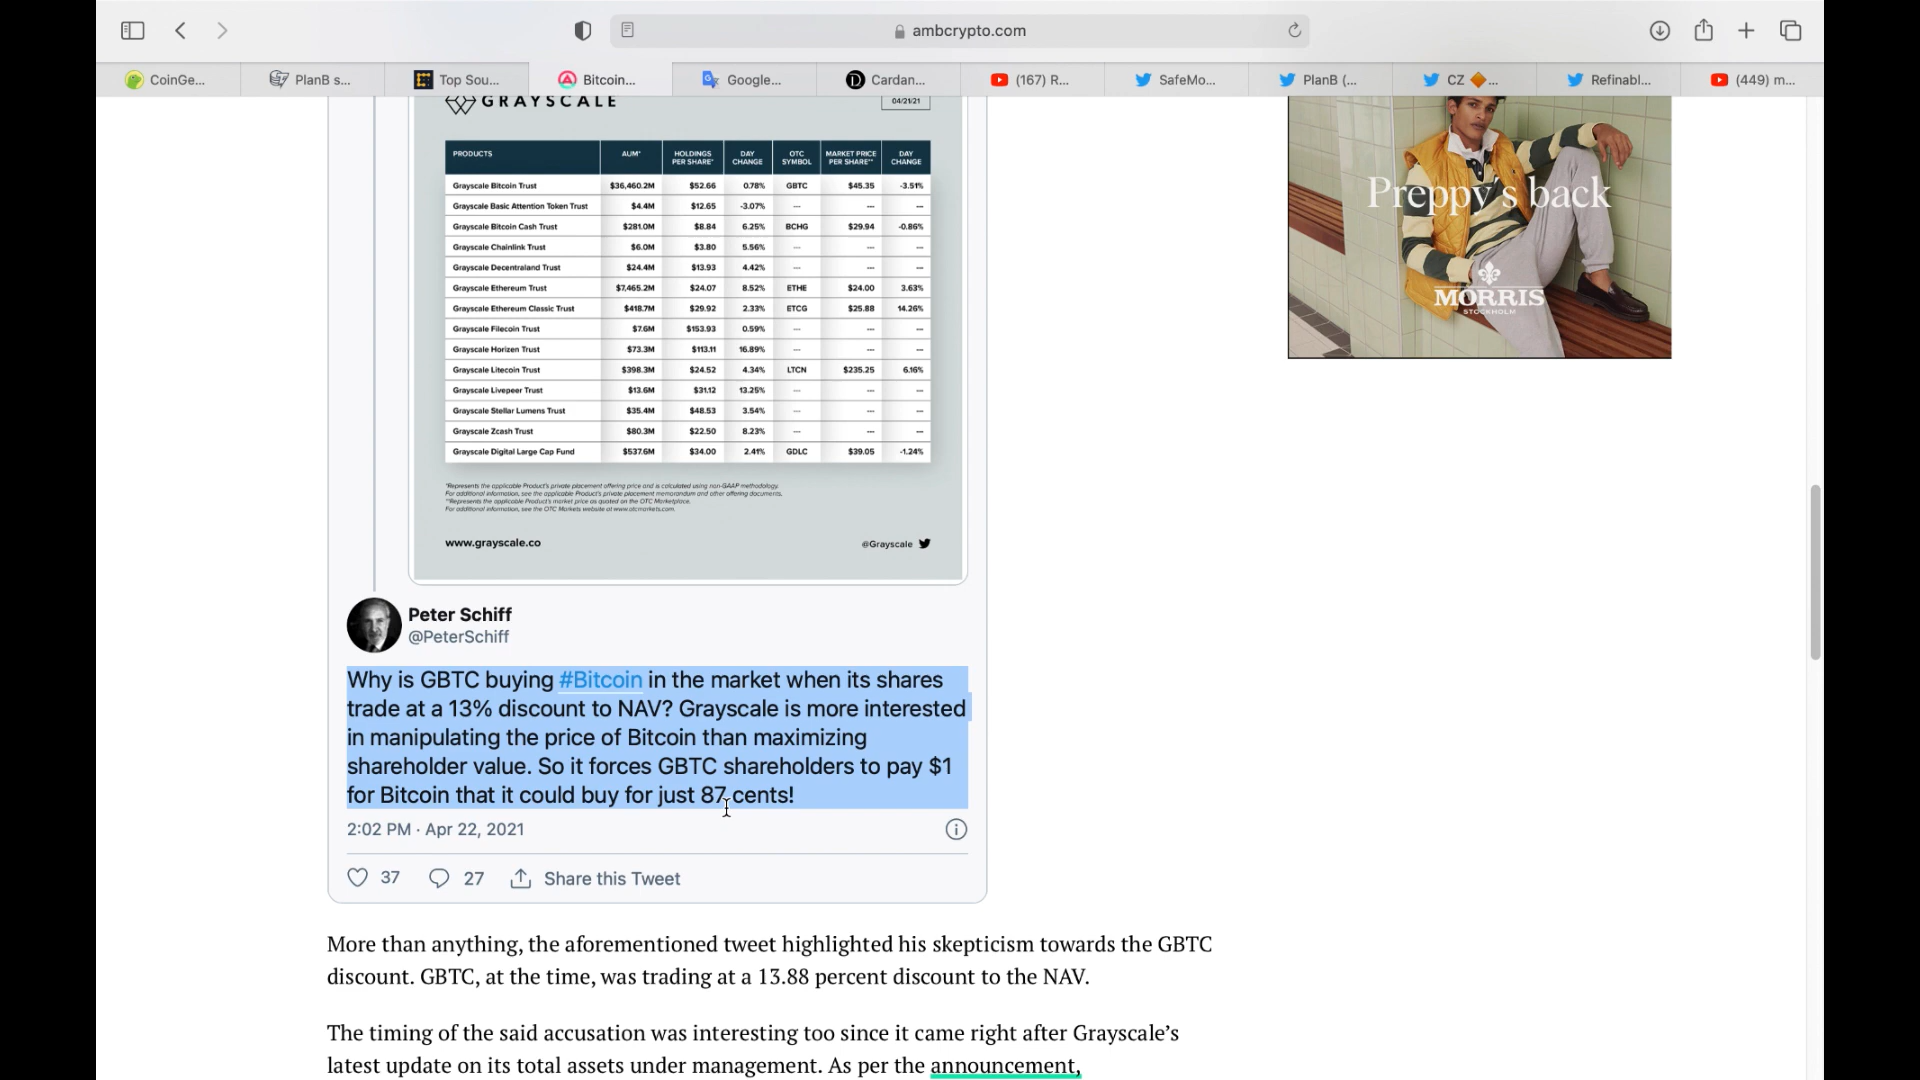 ambcrypto.com
CoinGe...
PlanB s...
Top Sou...
Bitcoin...
Google...
Cardan...
(167) R...
SafeMo...
PlanB (...
CZ 🔶...
Refinabl...
(449) m...
GRAYSCALE
04/21/21
PRODUCTS AUM* HOLDINGS PER SHARE* DAY CHANGE OTC SYMBOL MARKET PRICE PER SHARE** DAY CHANGE
Grayscale Bitcoin Trust $36,460.2M $52.66 0.78% GBTC $45.35 -3.51%
Grayscale Basic Attention Token Trust $4.4M $12.65 -3.07% --- --- ---
Grayscale Bitcoin Cash Trust $281.0M $8.84 6.25% BCHG $29.94 -0.86%
Grayscale Chainlink Trust $6.0M $3.80 5.56% --- --- ---
Grayscale Decentraland Trust $24.4M $13.93 4.42% --- --- ---
Grayscale Ethereum Trust $7,465.2M $24.07 8.52% ETHE $24.00 3.63%
Grayscale Ethereum Classic Trust $418.7M $29.92 2.33% ETCG $25.88 14.26%
Grayscale Filecoin Trust $7.6M $153.93 0.59% --- --- ---
Grayscale Horizen Trust $73.3M $113.11 16.89% --- --- ---
Grayscale Litecoin Trust $398.3M $24.52 4.34% LTCN $235.25 6.16%
Grayscale Livepeer Trust $13.6M $31.12 13.25% --- --- ---
Grayscale Stellar Lumens Trust $35.4M $48.53 3.54% --- --- ---
Grayscale Zcash Trust $80.3M $22.50 8.23% --- --- ---
Grayscale Digital Large Cap Fund $537.6M $34.00 2.41% GDLC $39.05 -1.24%
*Represents the applicable Product's private placement offering price and is calculated using non-GAAP methodology.
For additional information, see the applicable Product's private placement memorandum and other offering documents.
**Represents the applicable Product's market price as quoted on the OTC Marketplace.
For additional information, see the OTC Markets website at www.otcmarkets.com.
www.grayscale.co
@Grayscale
Peter Schiff
@PeterSchiff
Why is GBTC buying #Bitcoin in the market when its shares
trade at a 13% discount to NAV? Grayscale is more interested
in manipulating the price of Bitcoin than maximizing
shareholder value. So it forces GBTC shareholders to pay $1
for Bitcoin that it could buy for just 87 cents!
2:02 PM · Apr 22, 2021
37 27 Share this Tweet
More than anything, the aforementioned tweet highlighted his skepticism towards the GBTC
discount. GBTC, at the time, was trading at a 13.88 percent discount to the NAV.
The timing of the said accusation was interesting too since it came right after Grayscale's
latest update on its total assets under management. As per the announcement,
Preppy's back
MORRIS
STOCKHOLM